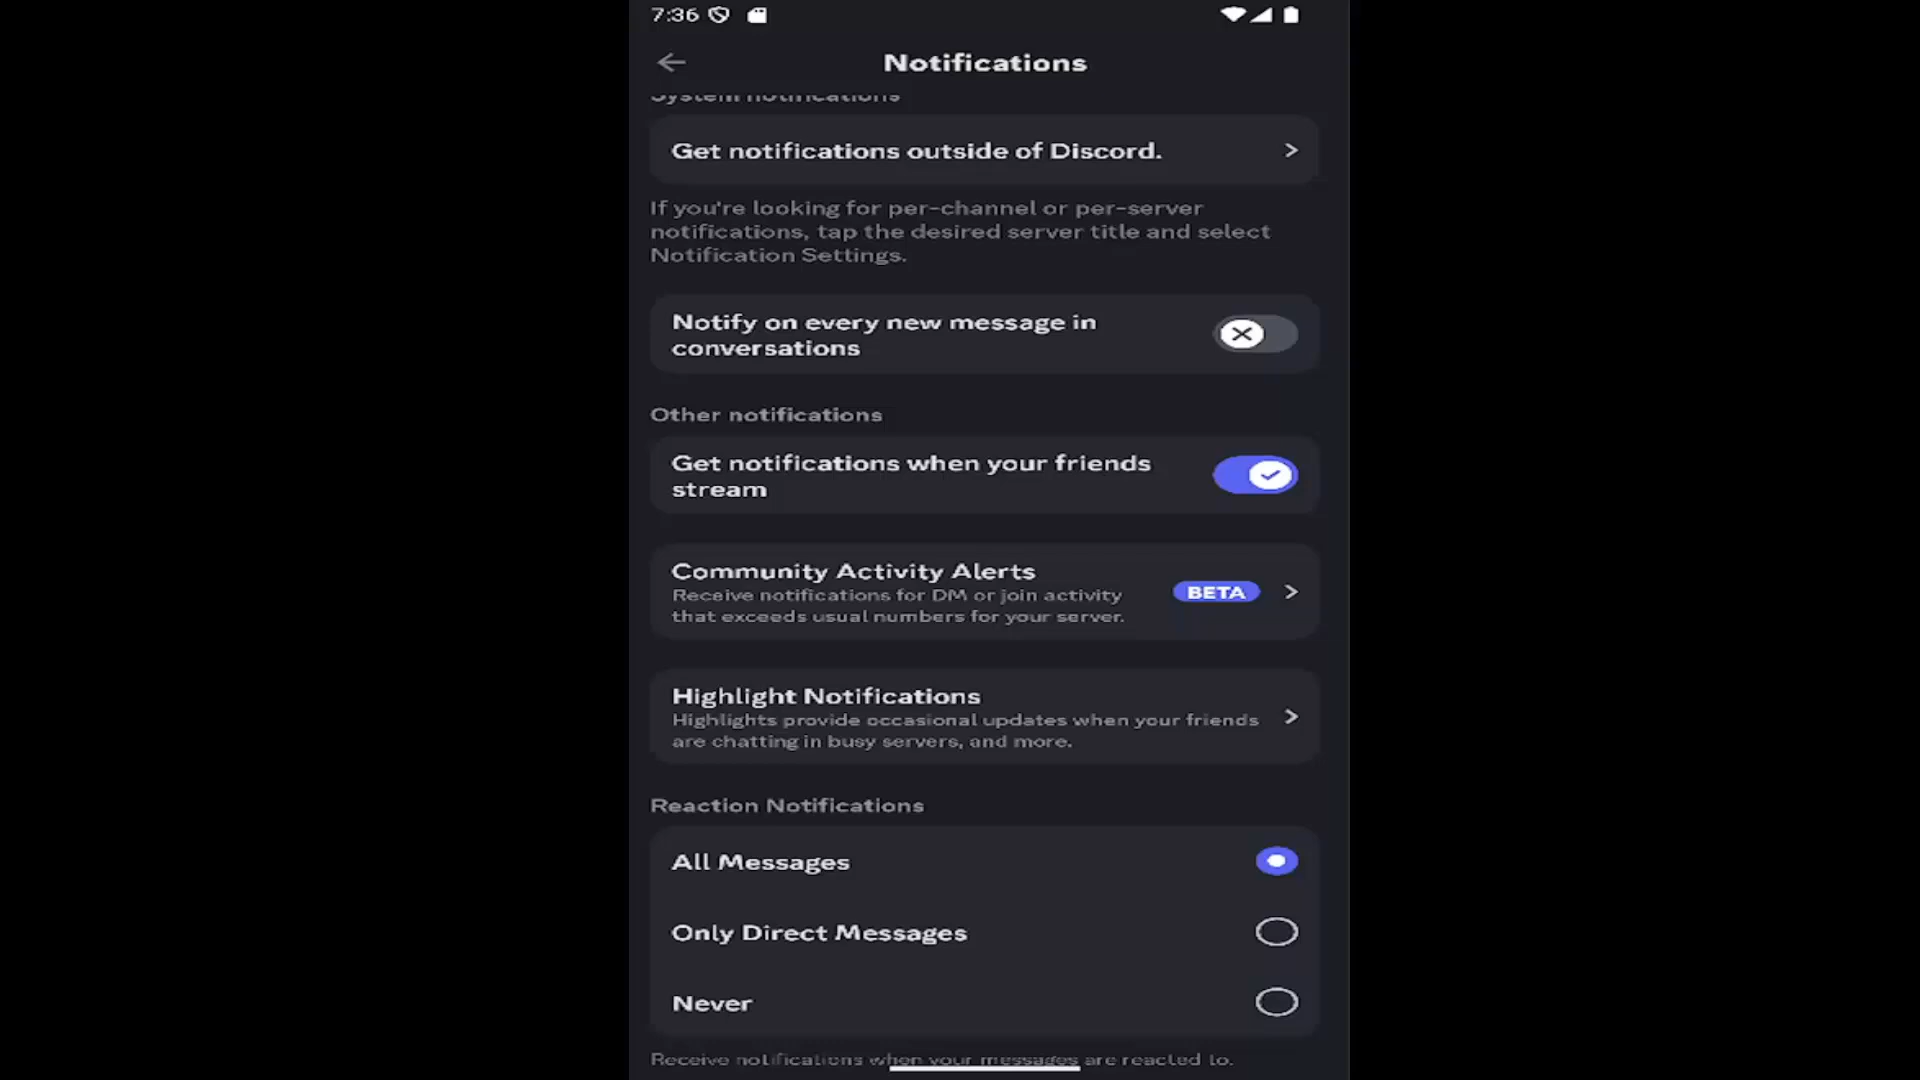 7:36
Notifications
System notifications
Get notifications outside of Discord.
If you're looking for per-channel or per-server
notifications, tap the desired server title and select
Notification Settings.
Notify on every new message in
conversations
Other notifications
Get notifications when your friends
stream
Community Activity Alerts
Receive notifications for DM or join activity
that exceeds usual numbers for your server.
BETA
Highlight Notifications
Highlights provide occasional updates when your friends
are chatting in busy servers, and more.
Reaction Notifications
All Messages
Only Direct Messages
Never
Receive notifications when your messages are reacted to.